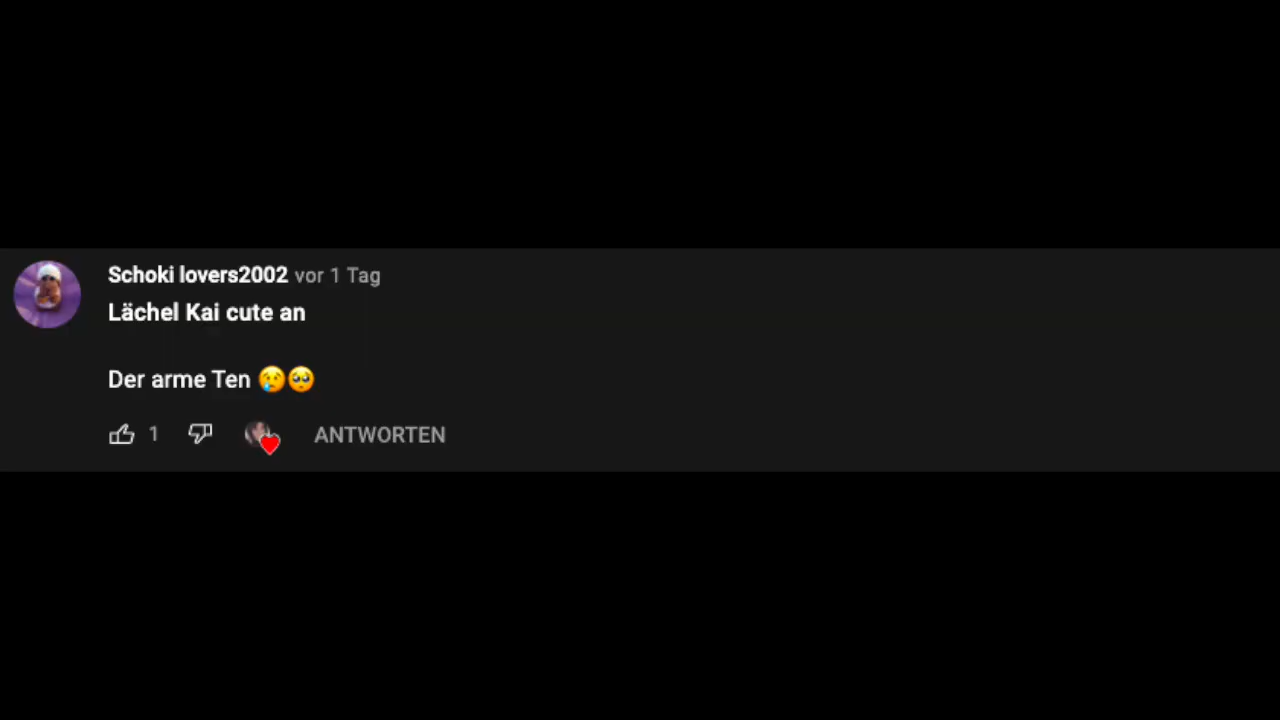 Schoki lovers2002 vor 1 Tag
Lächel Kai cute an
Der arme Ten 😢🥺
1 ANTWORTEN